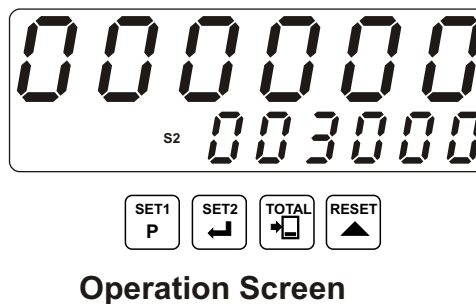 000000
S2 003000
SET1 SET2 TOTAL RESET
P
Operation Screen